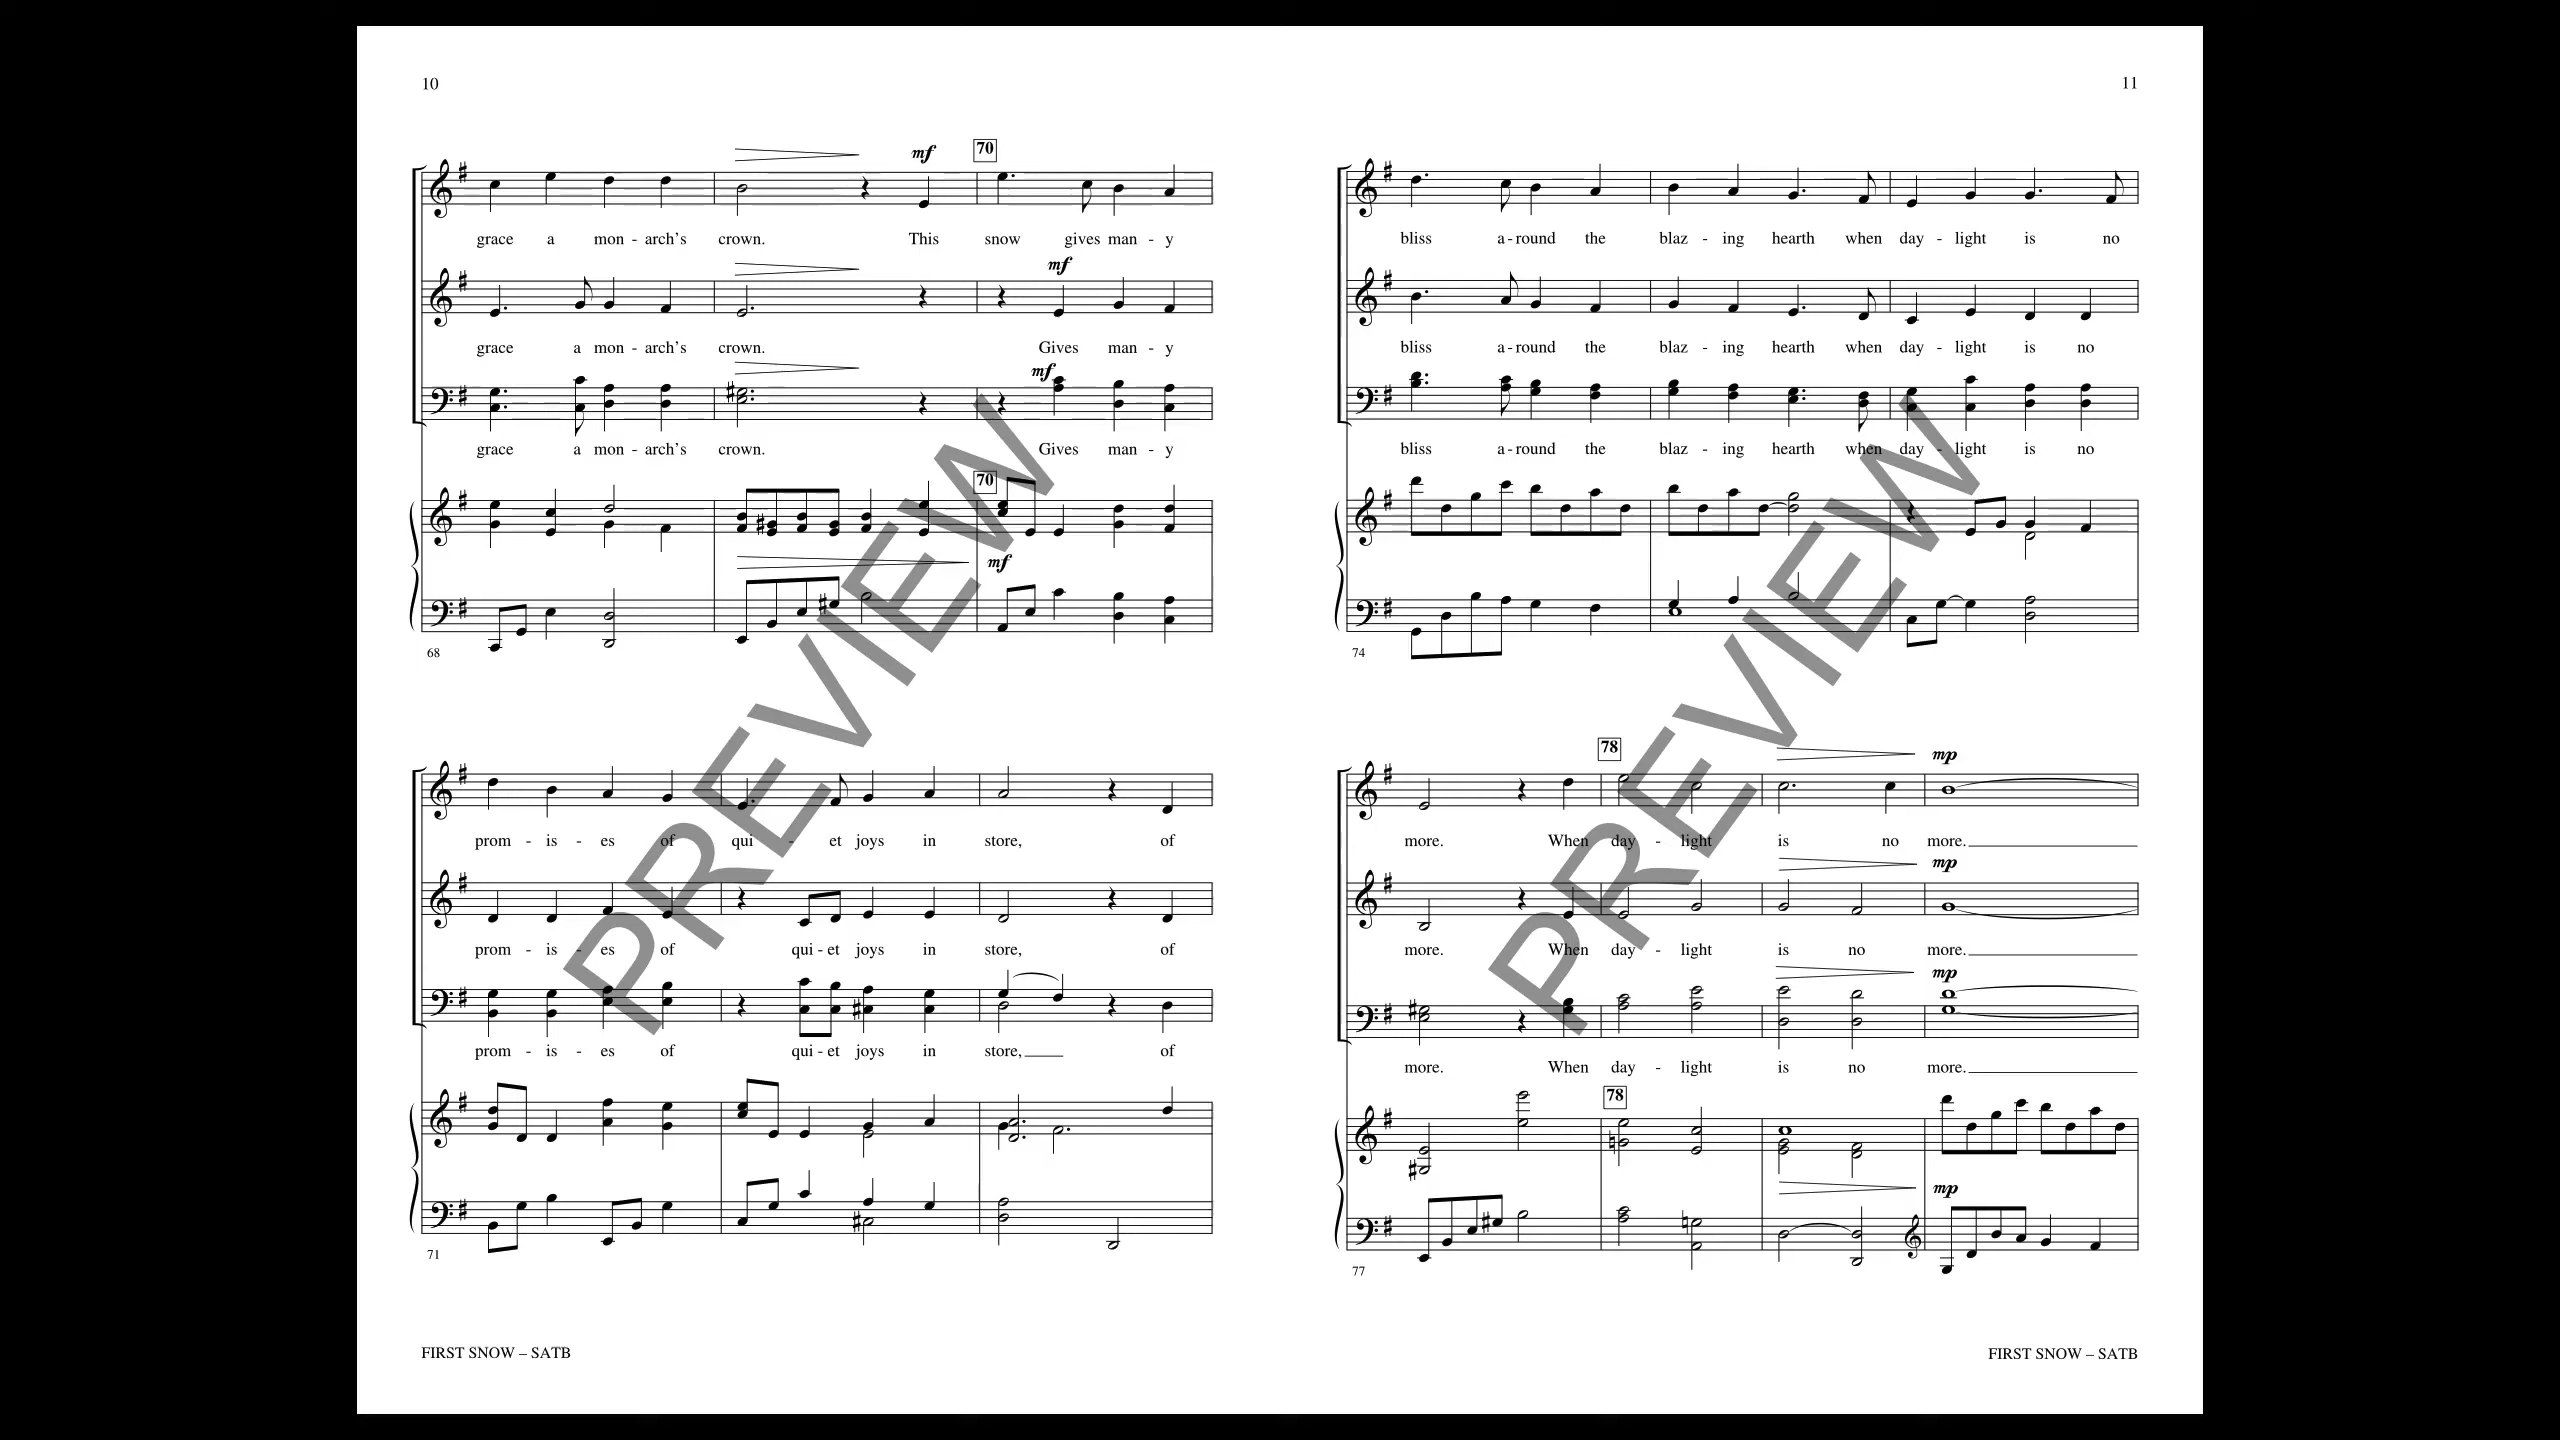 10
mf
70
grace a mon - arch's crown. This snow gives man - y
mf
grace a mon - arch's crown. Gives man - y
mf
grace a mon - arch's crown. Gives man - y
70
mf
68
prom - is - es of qui - et joys in store, of
prom - is - es of qui - et joys in store, of
prom - is - es of qui - et joys in store, of
71
PREVIEW
FIRST SNOW – SATB
11
bliss a - round the blaz - ing hearth when day - light is no
bliss a - round the blaz - ing hearth when day - light is no
bliss a - round the blaz - ing hearth when day - light is no
74
78
mp
more. When day - light is no more.
mp
more. When day - light is no more.
mp
more. When day - light is no more.
78
mp
77
PREVIEW
FIRST SNOW – SATB